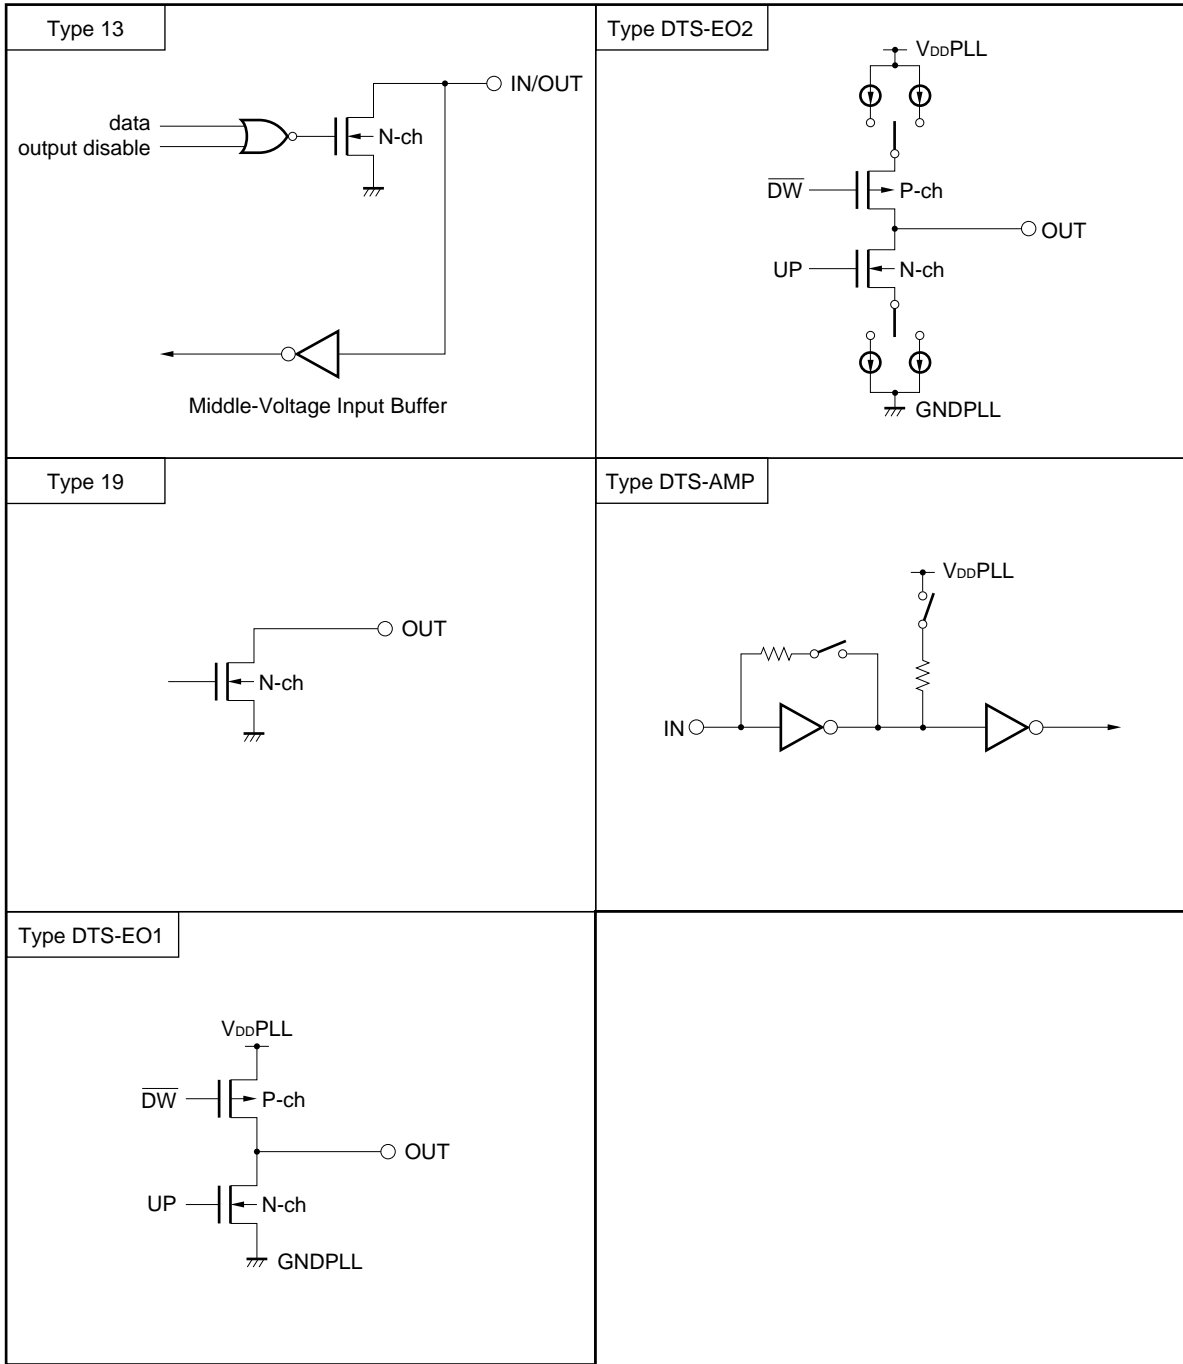 Type 13
IN/OUT
data
output disable
N-ch
Middle-Voltage Input Buffer
Type DTS-EO2
VDDPLL
DW
P-ch
OUT
UP
N-ch
GNDPLL
Type 19
OUT
N-ch
Type DTS-AMP
VDDPLL
IN
Type DTS-EO1
VDDPLL
DW
P-ch
OUT
UP
N-ch
GNDPLL